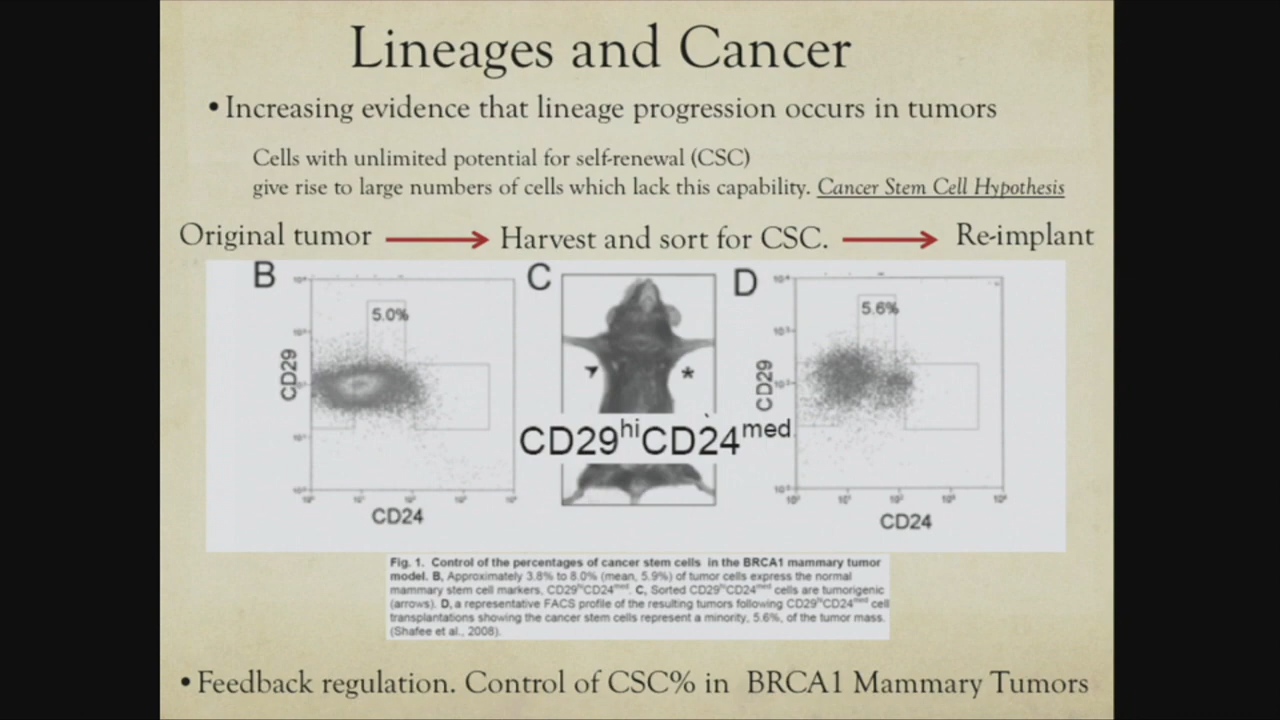 Lineages and Cancer
• Increasing evidence that lineage progression occurs in tumors
Cells with unlimited potential for self-renewal (CSC)
give rise to large numbers of cells which lack this capability. Cancer Stem Cell Hypothesis
Original tumor
Harvest and sort for CSC.
Re-implant
B
5.0%
CD29
CD24
C
*
CD29hiCD24med
D
5.6%
CD29
CD24
Fig. 1. Control of the percentages of cancer stem cells in the BRCA1 mammary tumor
model. B, Approximately 3.8% to 8.0% (mean, 5.9%) of tumor cells express the normal
mammary stem cell markers, CD29hiCD24med. C, Sorted CD29hiCD24med cells are tumorigenic
(arrows). D, a representative FACS profile of the resulting tumors following CD29hiCD24med cell
transplantations showing the cancer stem cells represent a minority, 5.6%, of the tumor mass.
(Shafee et al., 2008).
• Feedback regulation. Control of CSC% in BRCA1 Mammary Tumors